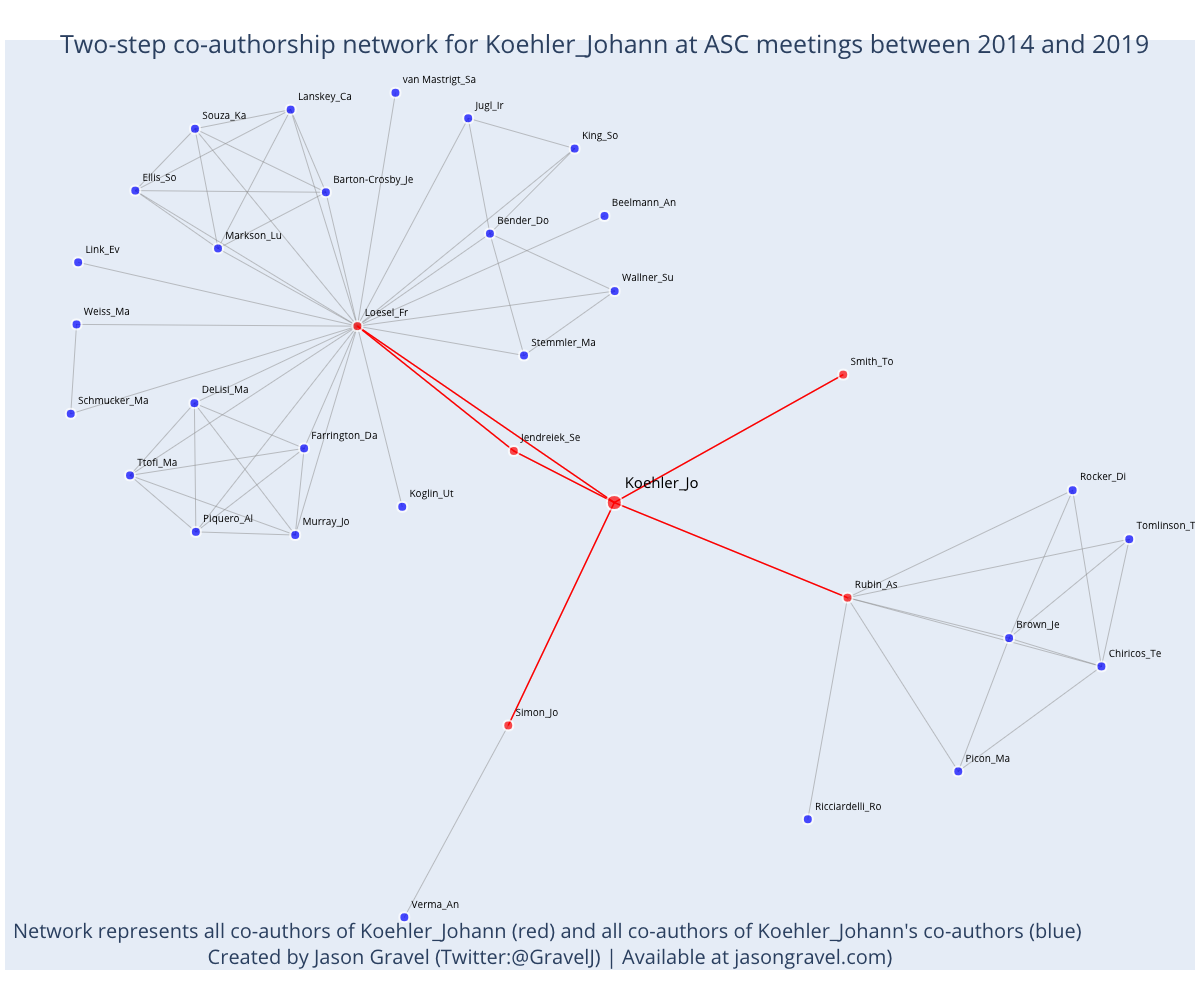 Two-step co-authorship network for Koehler_Johann at ASC meetings between 2014 and 2019
van Mastrigt_Sa
Lanskey_Ca
Jugl_Ir
Souza_Ka
King_So
Ellis_So
Barton-Crosby_Je
Beelmann_An
Bender_Do
Markson_Lu
Link_Ev
Wallner_Su
Weiss_Ma
Loesel_Fr
Stemmler_Ma
Smith_To
DeLisi_Ma
Schmucker_Ma
Farrington_Da
Jendreiek_Se
Ttofi_Ma
Koehler_Jo
Rocker_Di
Koglin_Ut
Piquero_Al
Murray_Jo
Tomlinson_T
Rubin_As
Brown_Je
Chiricos_Te
Simon_Jo
Picon_Ma
Ricciardelli_Ro
Verma_An
Network represents all co-authors of Koehler_Johann (red) and all co-authors of Koehler_Johann's co-authors (blue)
Created by Jason Gravel (Twitter:@GravelJ) | Available at jasongravel.com)